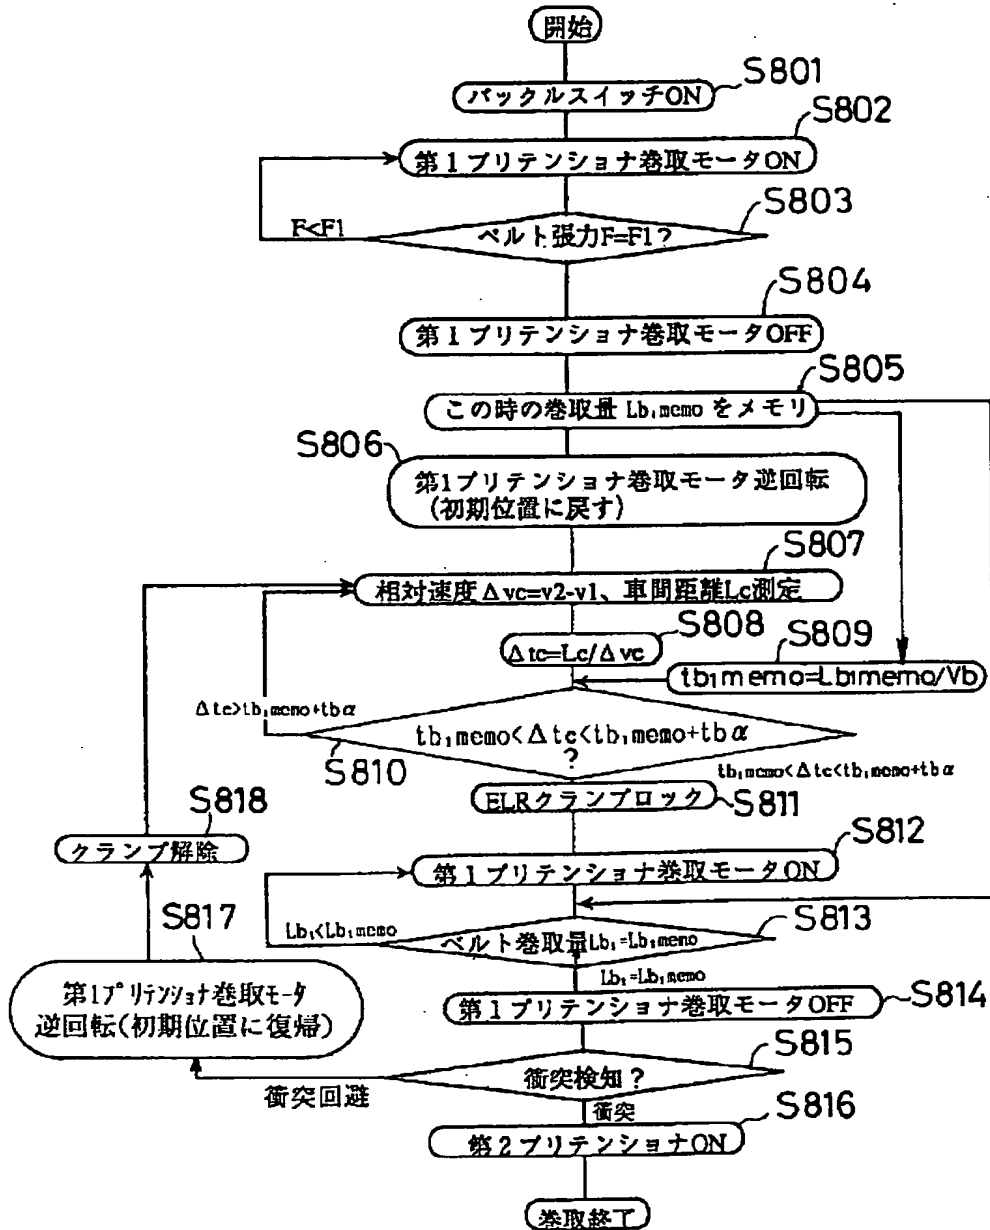 開始
S801
バックルスイッチON
S802
第1プリテンショナ巻取モータON
S803
F<F1
ベルト張力F=F1?
S804
第1プリテンショナ巻取モータOFF
S805
この時の巻取量 Lb₁memo をメモリ
S806
第1プリテンショナ巻取モータ逆回転
(初期位置に戻す)
S807
相対速度Δvc=v2-v1、車間距離Lc測定
S808
Δtc=Lc/Δvc
S809
tb₁memo=Lb₁memo/Vb
Δtc>tb₁memo+tbα
tb₁memo<Δtc<tb₁memo+tbα
?
S810
tb₁memo<Δtc<tb₁memo+tbα
ELRクランプロック
S811
S818
クランプ解除
S812
第1プリテンショナ巻取モータON
S817
Lb₁<Lb₁memo
S813
ベルト巻取量Lb₁=Lb₁memo
Lb₁=Lb₁memo
第1プリテンショナ巻取モータ
逆回転(初期位置に復帰)
第1プリテンショナ巻取モータOFF
S814
S815
衝突検知?
衝突回避
衝突
S816
第2プリテンショナON
巻取終了